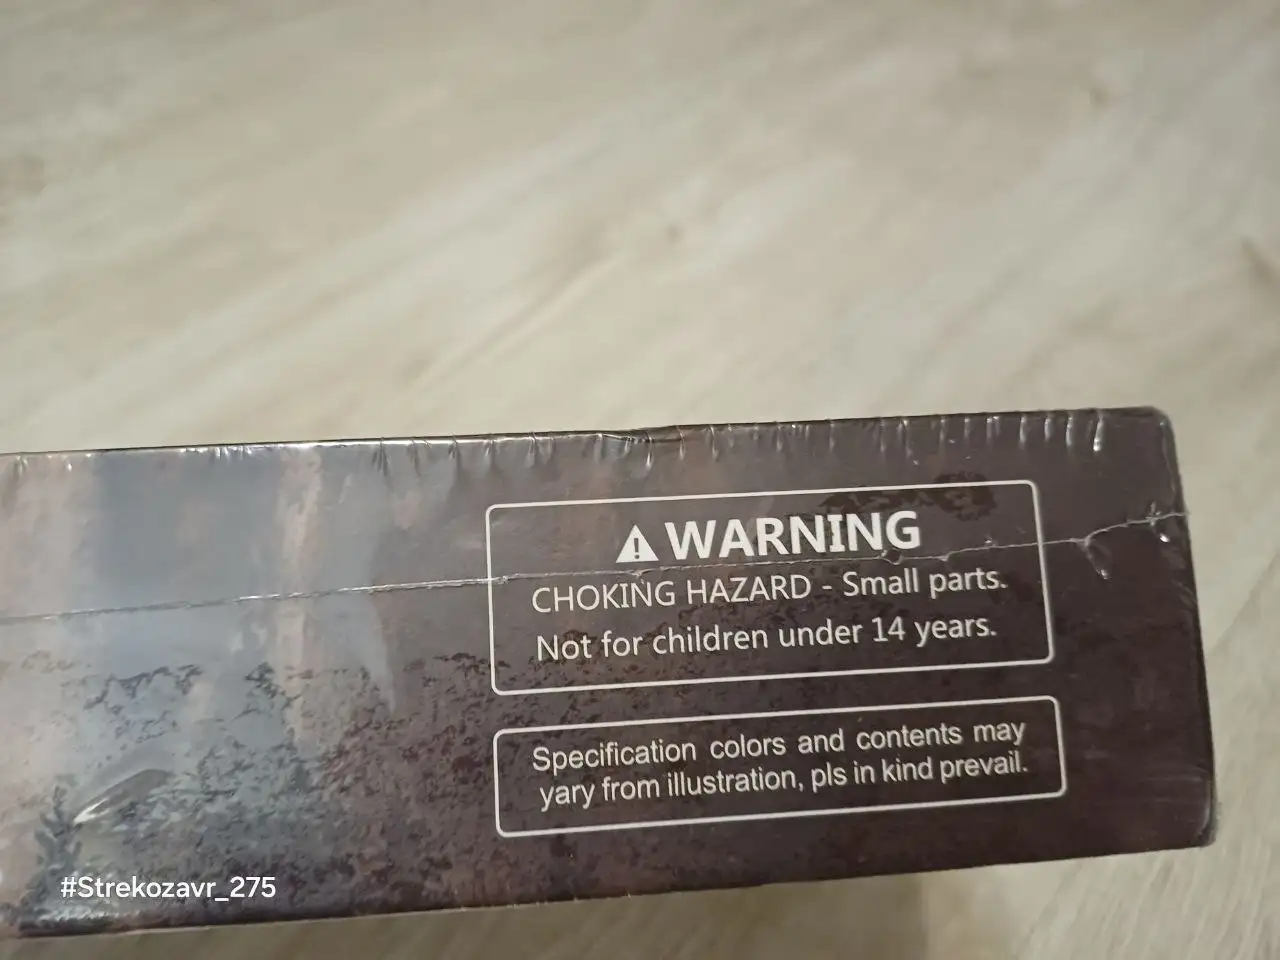 WARNING
CHOKING HAZARD - Small parts.
Not for children under 14 years.
Specification colors and contents may
yary from illustration, pls in kind prevail.
#Strekozavr_275